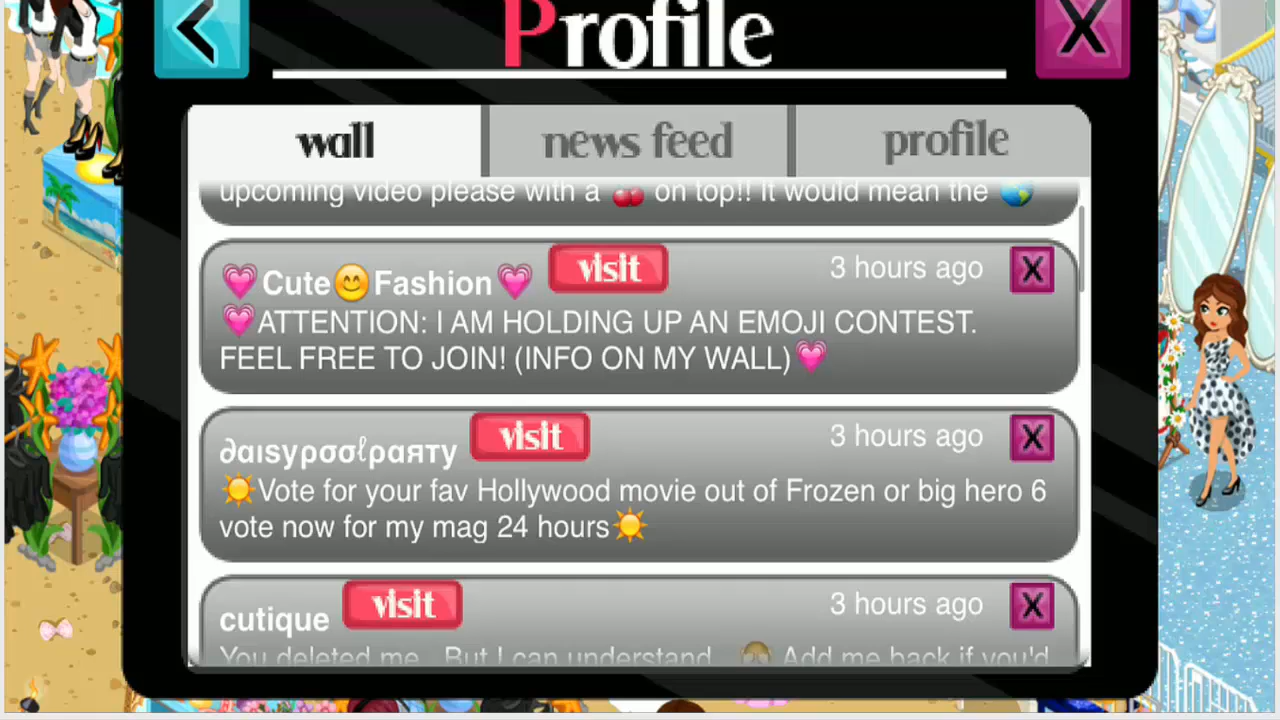 Profile
wall
news feed
profile
upcoming video please with a 🍒 on top!! It would mean the 🌎
💗Cute😊Fashion💗 visit 3 hours ago X
💗ATTENTION: I AM HOLDING UP AN EMOJI CONTEST.
FEEL FREE TO JOIN! (INFO ON MY WALL)💗
∂αιѕуρσσℓραяту visit 3 hours ago X
☀️Vote for your fav Hollywood movie out of Frozen or big hero 6
vote now for my mag 24 hours☀️
cutique visit 3 hours ago X
You deleted me.. But I can understand.. Add me back if you'd